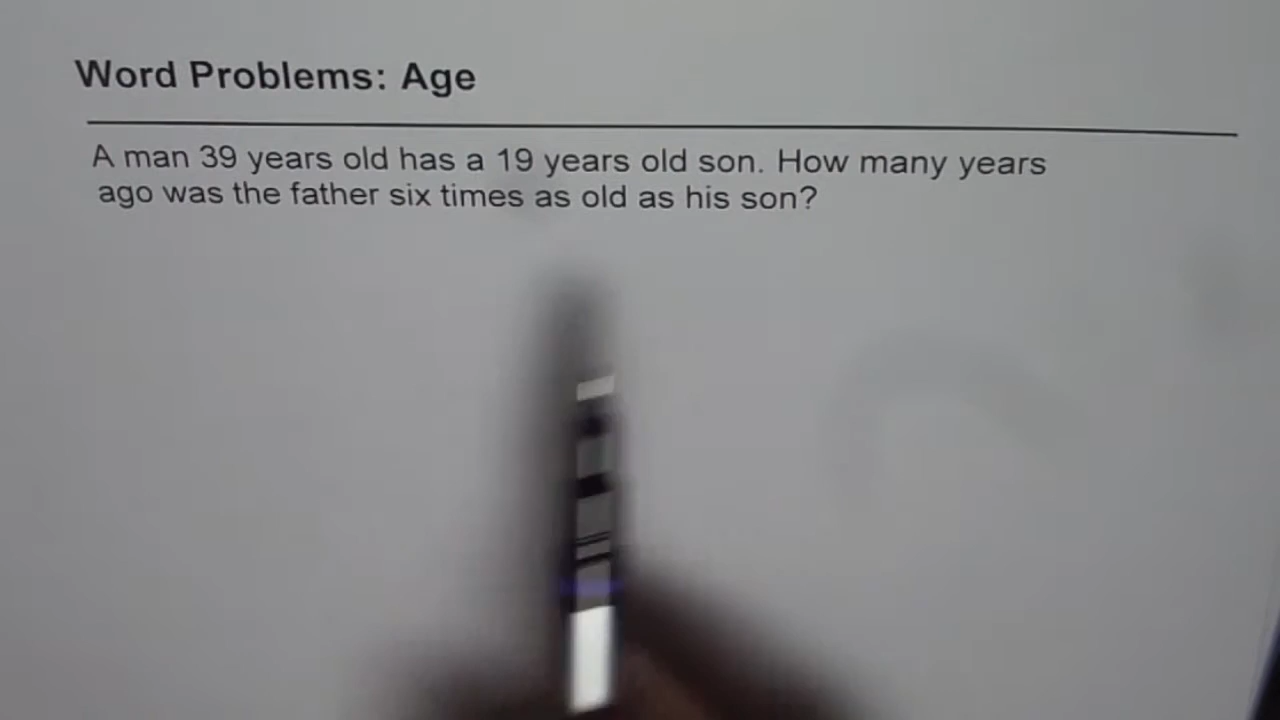 Word Problems: Age
A man 39 years old has a 19 years old son. How many years
ago was the father six times as old as his son?